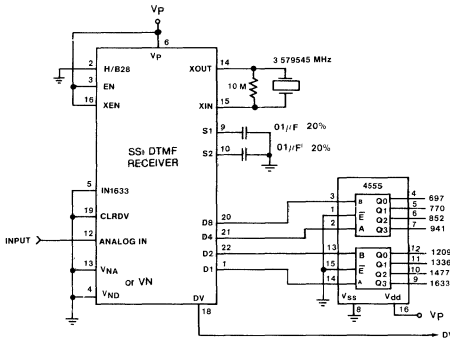 VP
6
VP
2 H/B28
3 EN
16 XEN
XOUT 14
3 579545 MHz
10 M
XIN 15
S1 9
01µF 20%
S2 10
01µF 20%
DTMF
RECEIVER
5 IN1633
19 CLRDV
INPUT
12 ANALOG IN
13 VNA
or VN
4 VND
D8 20
D4 21
D2 22
D1 1
DV
18
4555
3 B Q0 4 697
1 E Q1 5 770
Q2 6 852
2 A Q3 7 941
13 B Q0 12 1209
Q1 11 1336
15 E Q2 10 1477
14 A Q3 9 1633
Vss Vdd
8 16
VP
DV